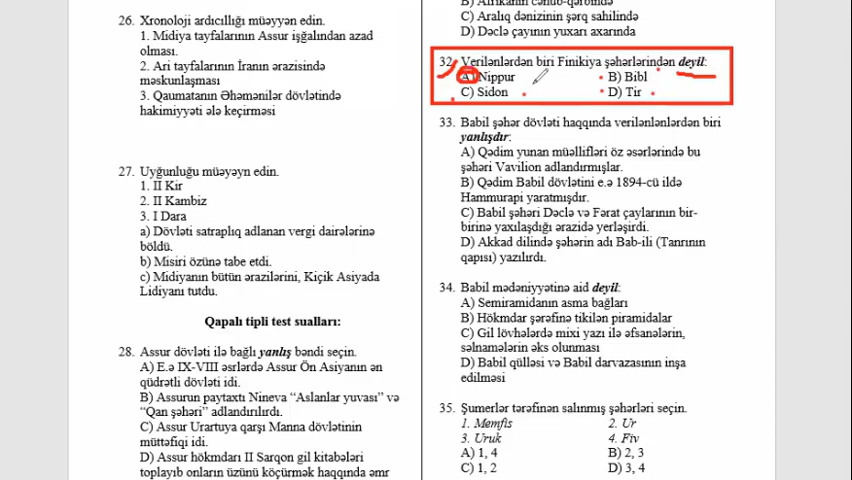 26. Xronoloji ardıcıllığı müəyyən edin.
1. Midiya tayfalarının Assur işğalından azad
olması.
2. Ari tayfalarının İranın ərazisində
məskunlaşması
3. Qaumatanın Əhəmənilər dövlətində
hakimiyyəti ələ keçirməsi
27. Uyğunluğu müəyəyn edin.
1. II Kir
2. II Kambiz
3. I Dara
a) Dövləti satraplıq adlanan vergi dairələrinə
böldü.
b) Misiri özünə tabe etdi.
c) Midiyanın bütün ərazilərini, Kiçik Asiyada
Lidiyanı tutdu.
Qapalı tipli test sualları:
28. Assur dövləti ilə bağlı yanlış bəndi seçin.
A) E.ə IX-VIII əsrlərdə Assur Ön Asiyanın ən
qüdrətli dövləti idi.
B) Assurun paytaxtı Nineva “Aslanlar yuvası” və
“Qan şəhəri” adlandırılırdı.
C) Assur Urartuya qarşı Manna dövlətinin
müttəfiqi idi.
D) Assur hökmdarı II Sarqon gil kitabələri
toplayıb onların üzünü köçürmək haqqında əmr
B) Afrikanın cənub-qərbində
C) Aralıq dənizinin şərq sahilində
D) Dəclə çayının yuxarı axarında
32. Verilənlərdən biri Finikiya şəhərlərindən deyil:
A) Nippur B) Bibl
C) Sidon D) Tir
33. Babil şəhər dövləti haqqında verilənlənlərdən biri
yanlışdır:
A) Qədim yunan müəllifləri öz əsərlərində bu
şəhəri Vavilion adlandırmışlar.
B) Qədim Babil dövlətini e.ə 1894-cü ildə
Hammurapi yaratmışdır.
C) Babil şəhəri Dəclə və Fərat çaylarının bir-
birinə yaxılaşdığı ərazidə yerləşirdi.
D) Akkad dilində şəhərin adı Bab-ili (Tanrının
qapısı) yazılırdı.
34. Babil mədəniyyətinə aid deyil:
A) Semiramidanın asma bağları
B) Hökmdar şərəfinə tikilən piramidalar
C) Gil lövhələrdə mixi yazı ilə əfsanələrin,
səlnamələrin əks olunması
D) Babil qülləsi və Babil darvazasının inşa
edilməsi
35. Şumerlər tərəfinən salınmış şəhərləri seçin.
1. Memfis 2. Ur
3. Uruk 4. Fiv
A) 1, 4 B) 2, 3
C) 1, 2 D) 3, 4